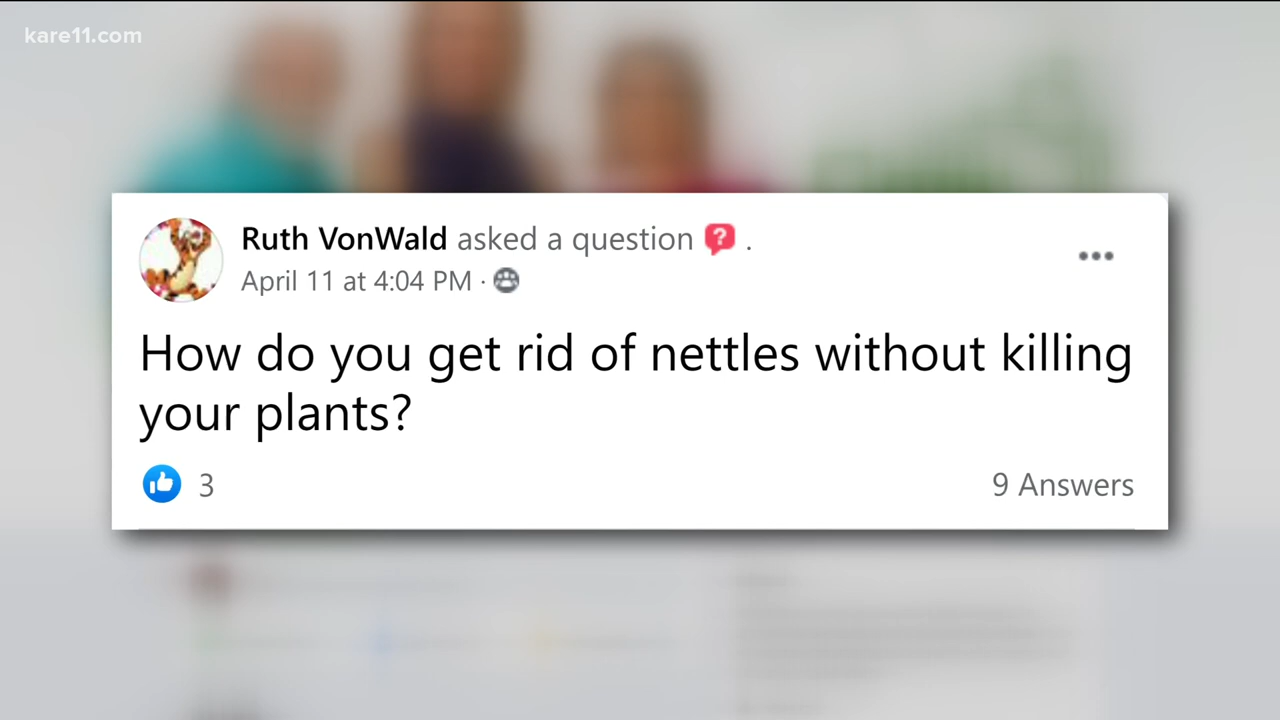 kare11.com
Ruth VonWald asked a question .
April 11 at 4:04 PM ·
How do you get rid of nettles without killing
your plants?
3
9 Answers